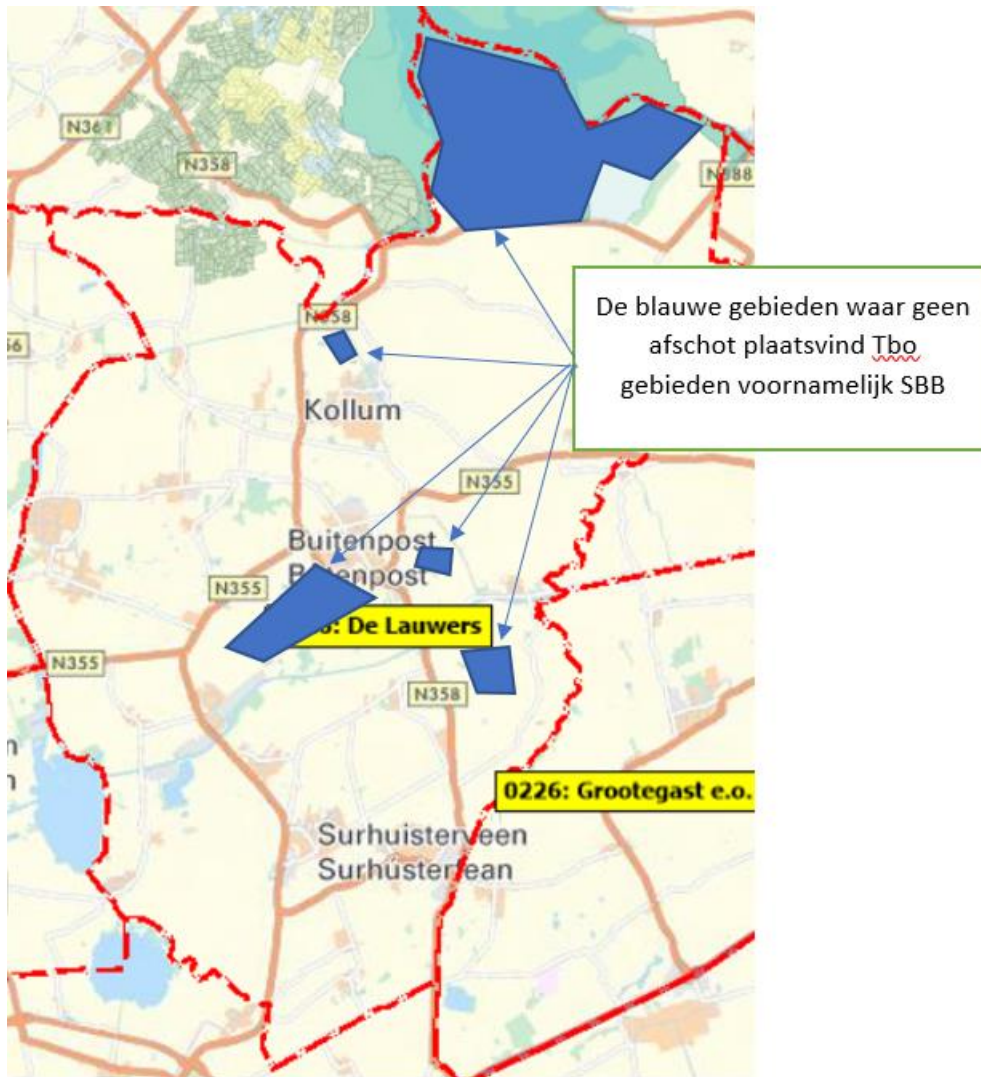 N361
N358
N388
N358
De blauwe gebieden waar geen
afschot plaatsvind Tbo
gebieden voornamelijk SBB
Kollum
N355
Buitenpost
N355
: De Lauwers
N355
N358
0226: Grootegast e.o.
Surhuisterveen
Surhústerfean